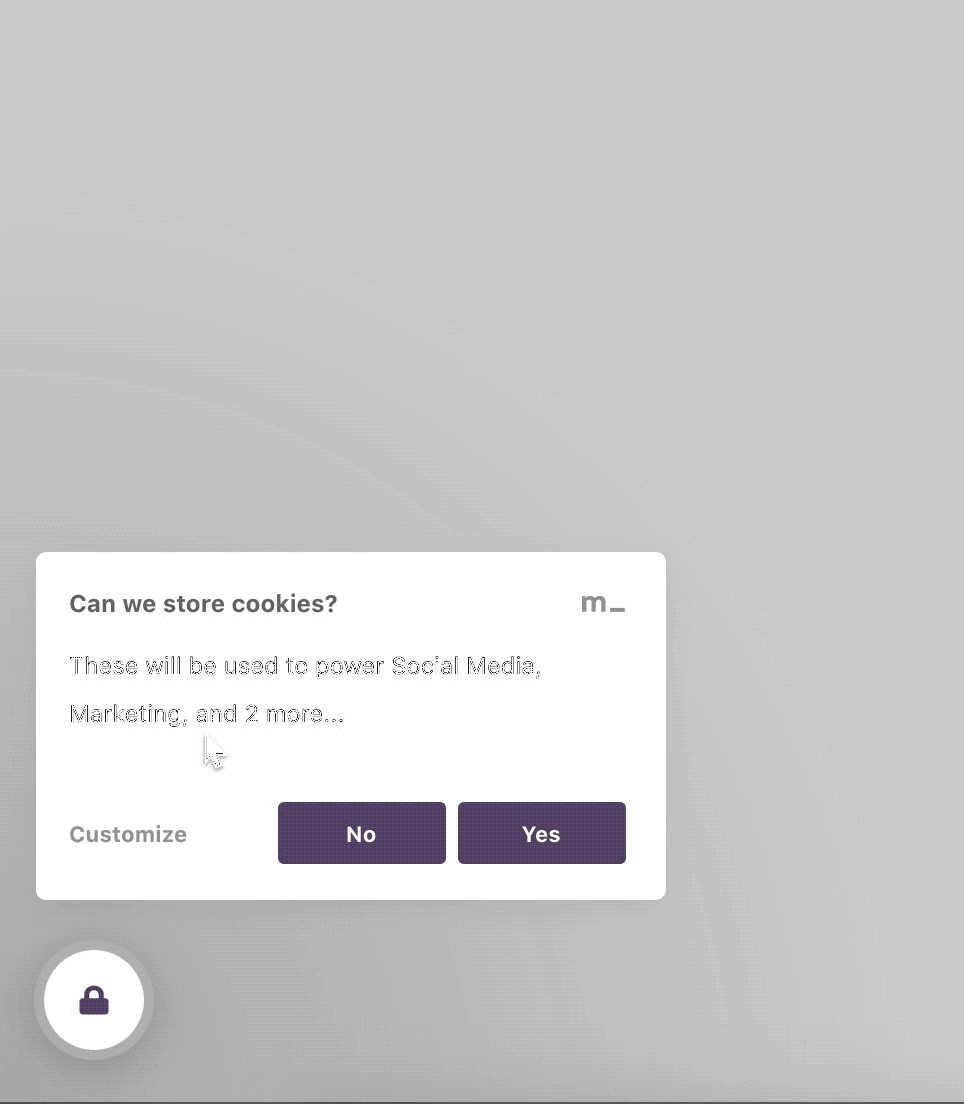 Can we store cookies?
m_
These will be used to power Social Media,
Marketing, and 2 more...
Customize
No
Yes